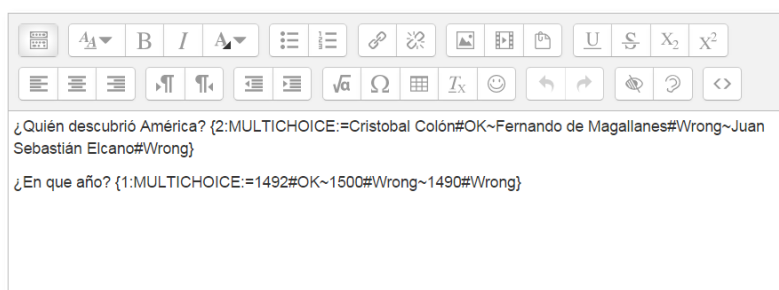 ¿Quién descubrió América? {2:MULTICHOICE:=Cristobal Colón#OK~Fernando de Magallanes#Wrong~Juan
Sebastián Elcano#Wrong}
¿En que año? {1:MULTICHOICE:=1492#OK~1500#Wrong~1490#Wrong}